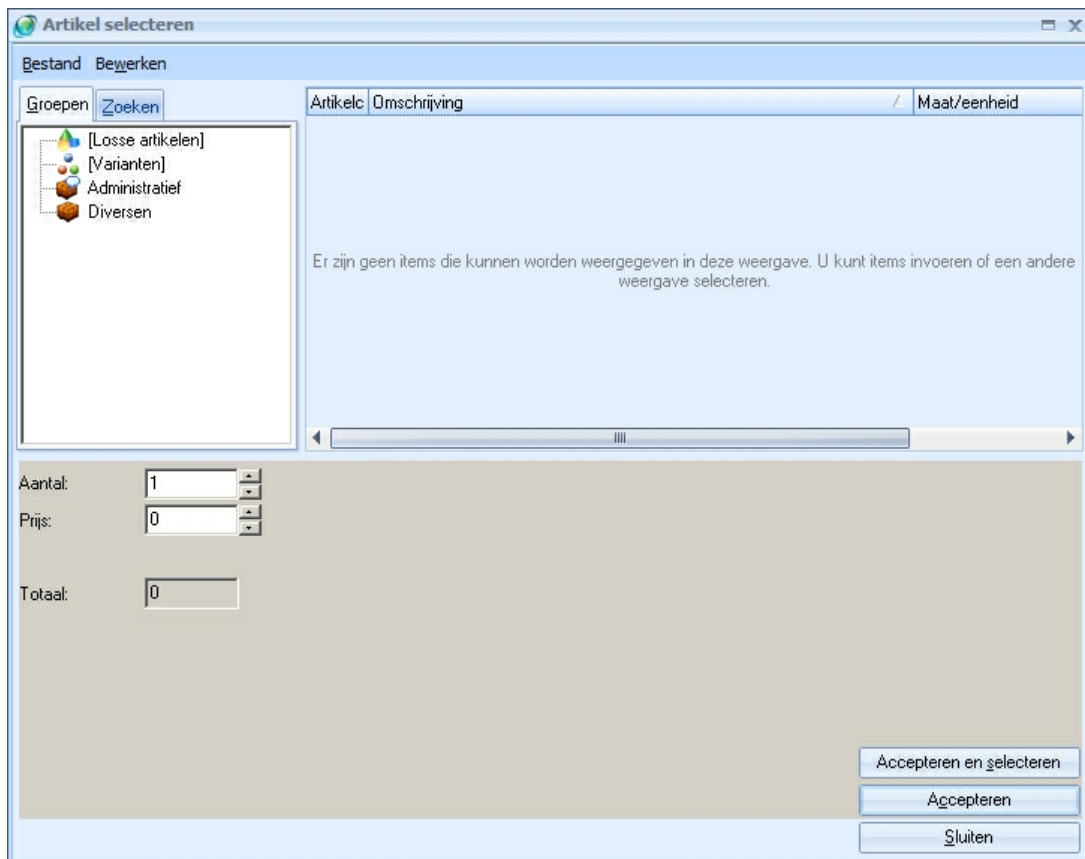 Artikel selecteren
Bestand Bewerken
Groepen Zoeken
Artikelc Omschrijving Maat/eenheid
[Losse artikelen]
[Varianten]
Administratief
Diversen
Er zijn geen items die kunnen worden weergegeven in deze weergave. U kunt items invoeren of een andere
weergave selecteren.
Aantal: 1
Prijs: 0
Totaal: 0
Accepteren en selecteren
Accepteren
Sluiten